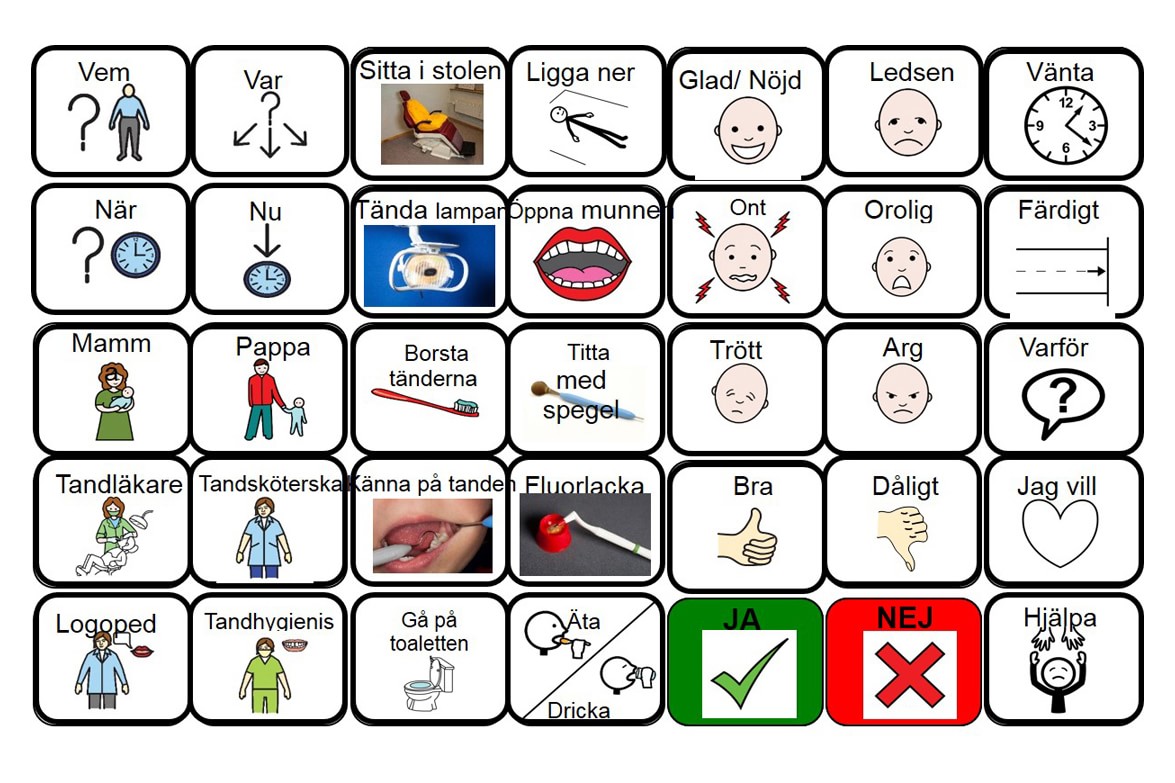 Vem
Var
Sitta i stolen
Ligga ner
Glad/ Nöjd
Ledsen
Vänta
12
9 3
6
När
Nu
Tända lampan
Öppna munnen
Ont
Orolig
Färdigt
Mamm
a
Pappa
Borsta
tänderna
Titta
med
spegel
Trött
Arg
Varför
?
Tandläkare
Tandsköterska
Känna på tanden
Fluorlacka
Bra
Dåligt
Jag vill
Logoped
Tandhygienis
Gå på
toaletten
Äta
Dricka
JA
NEJ
Hjälpa